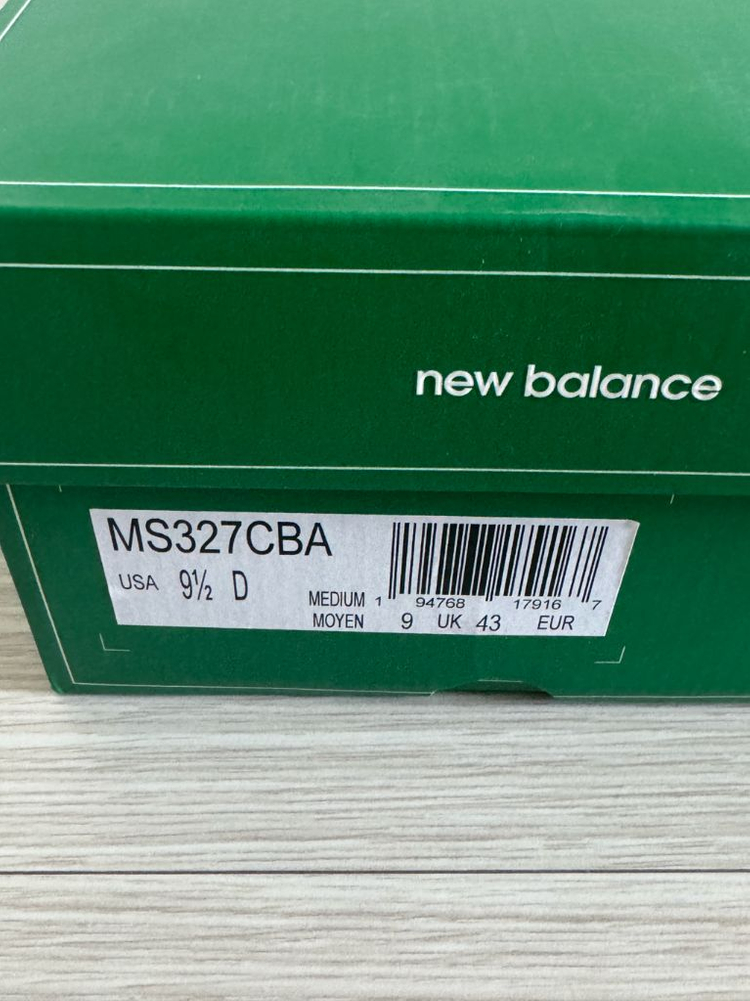 new balance
MS327CBA
USA 9½ D
MEDIUM 1 94768 17916 7
MOYEN 9 UK 43 EUR